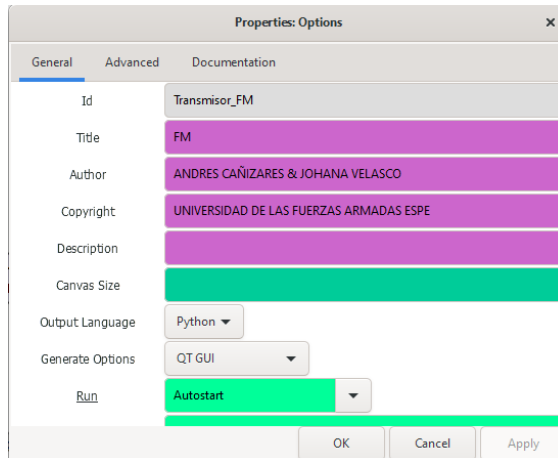 Properties: Options
General Advanced Documentation
Id Transmisor_FM
Title FM
Author ANDRES CAÑIZARES & JOHANA VELASCO
Copyright UNIVERSIDAD DE LAS FUERZAS ARMADAS ESPE
Description
Canvas Size
Output Language Python
Generate Options QT GUI
Run Autostart
OK Cancel Apply